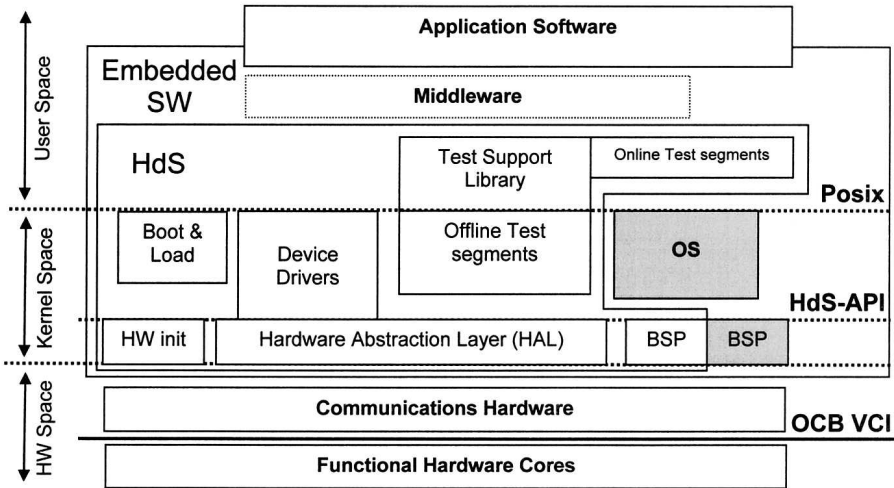 Application Software
Embedded
SW
Middleware
User Space
HdS
Test Support
Library
Online Test segments
Posix
Boot &
Load
Device
Drivers
Offline Test
segments
OS
Kernel Space
HdS-API
HW init
Hardware Abstraction Layer (HAL)
BSP
BSP
Communications Hardware
OCB VCI
HW Space
Functional Hardware Cores